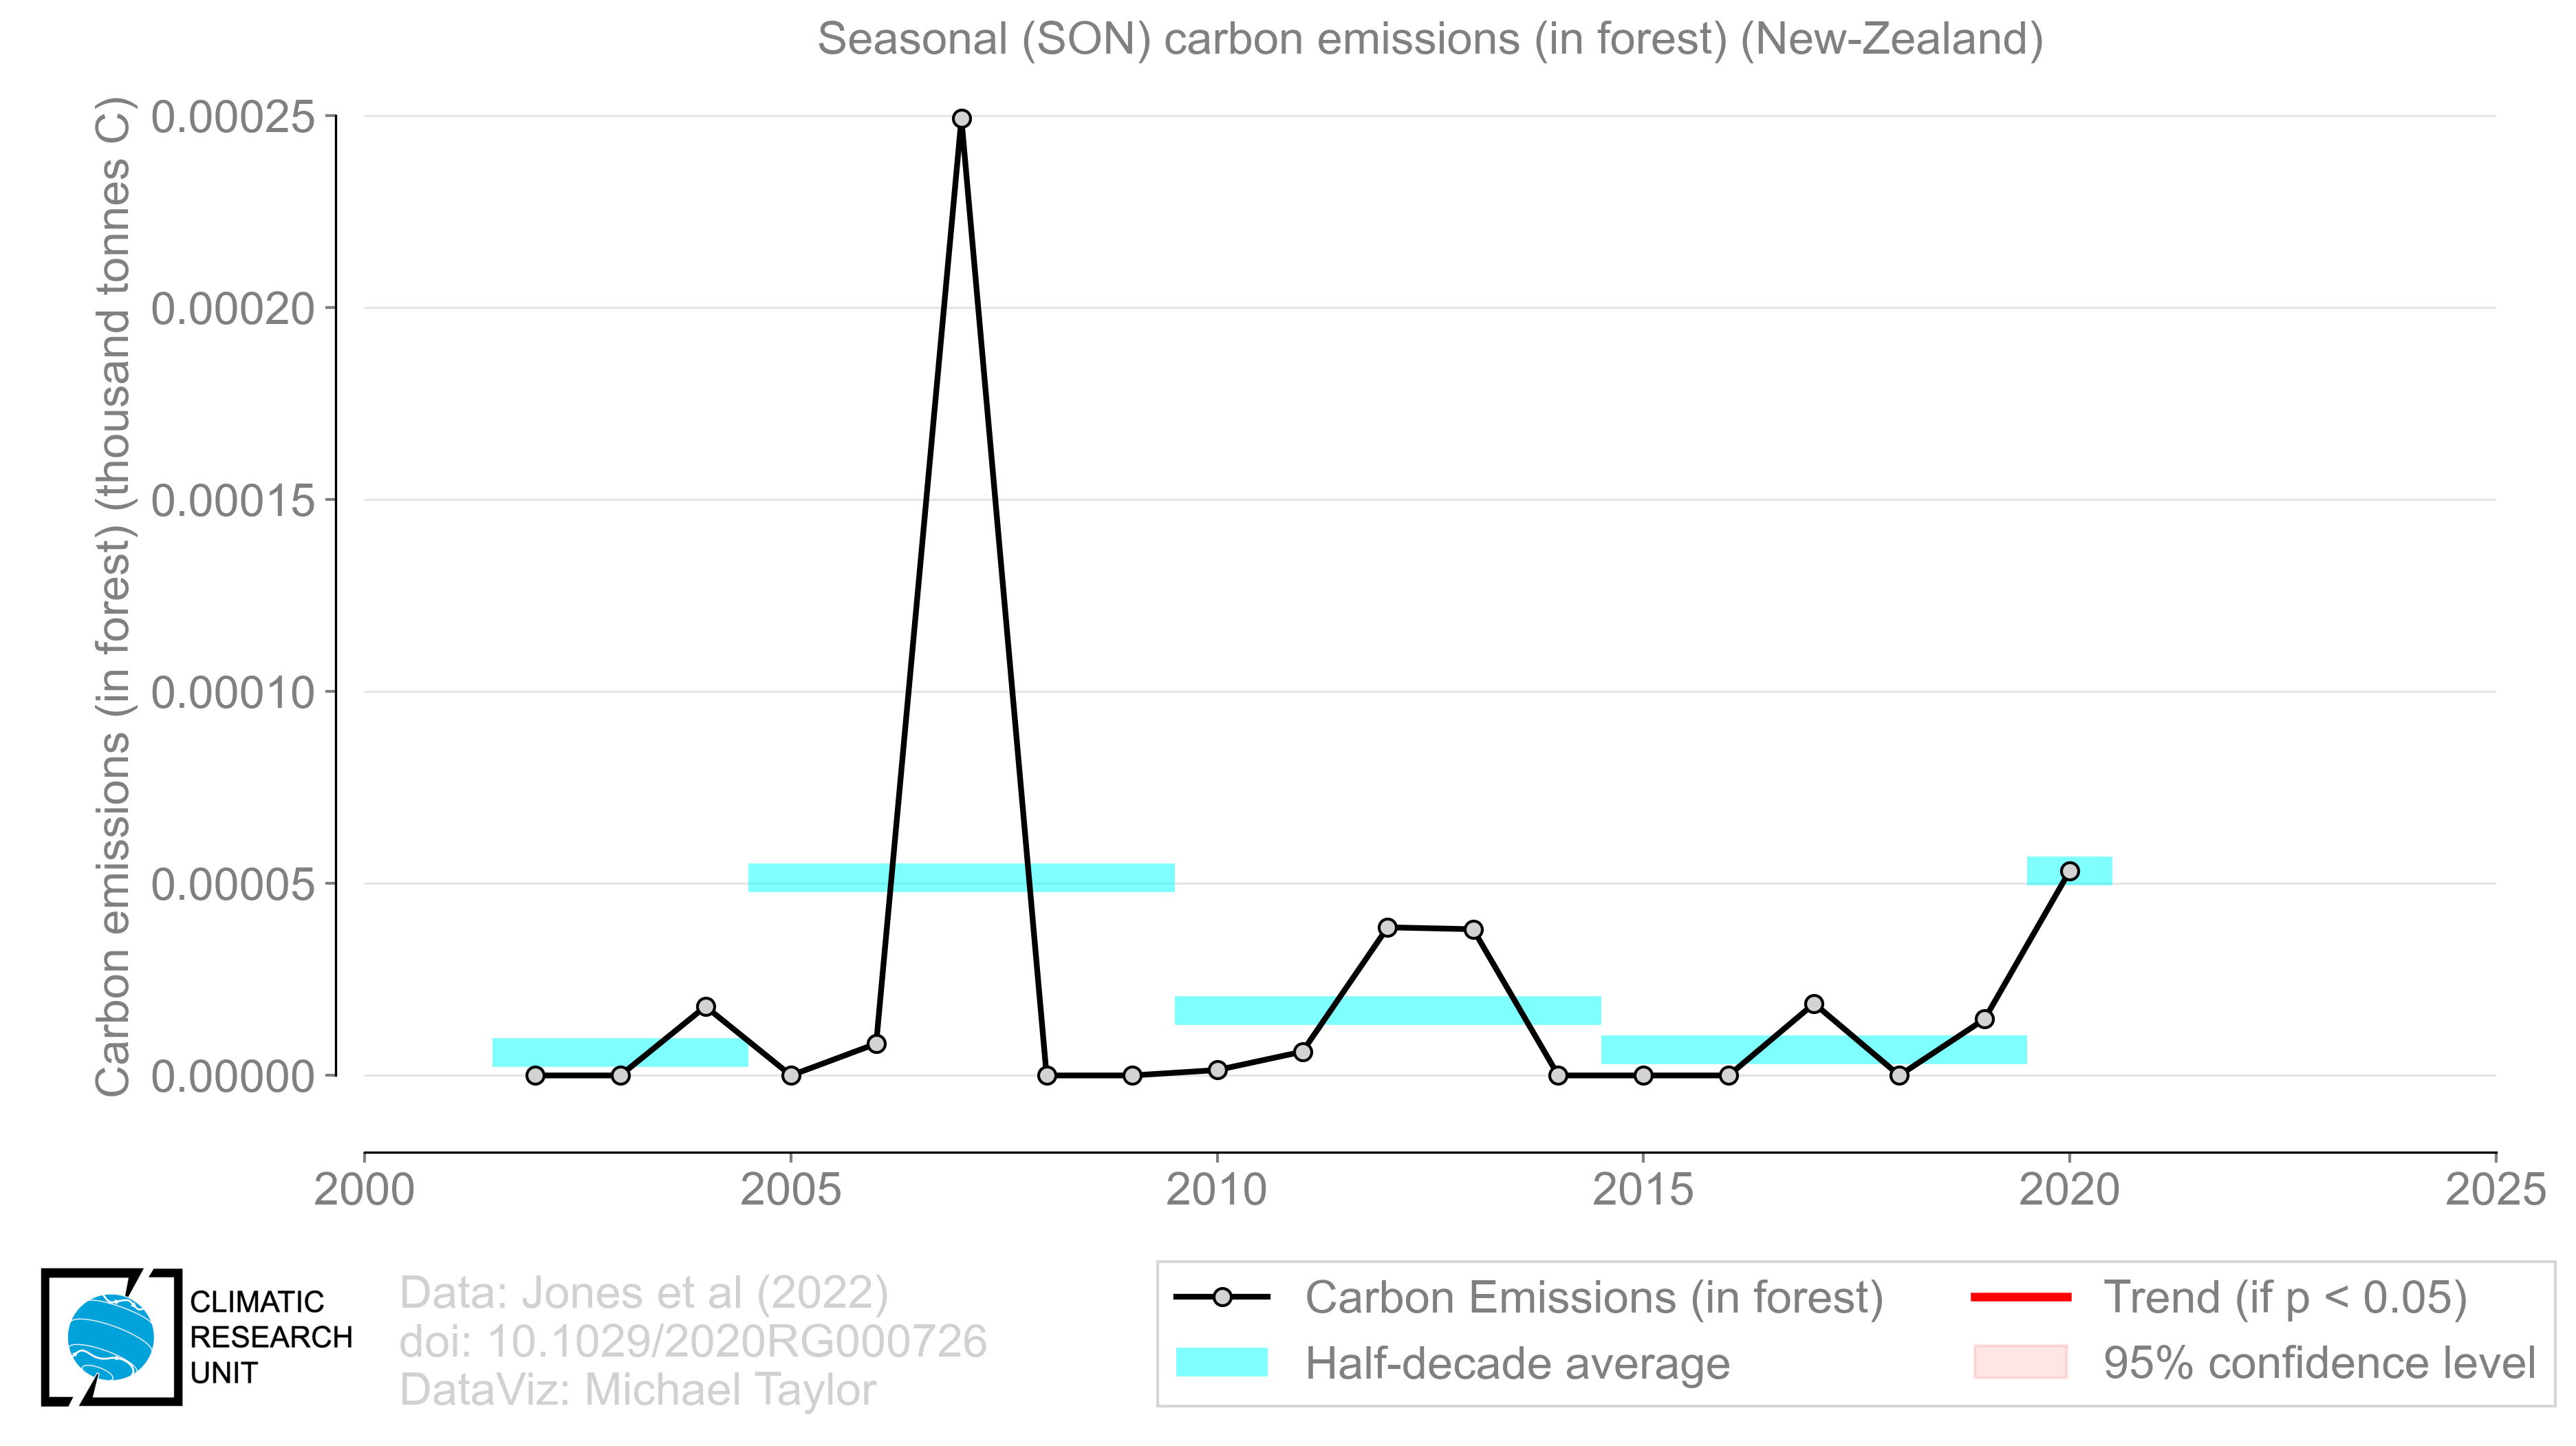 Seasonal (SON) carbon emissions (in forest) (New-Zealand)
Carbon emissions (in forest) (thousand tonnes C)
0.00025
0.00020
0.00015
0.00010
0.00005
0.00000
2000
2005
2010
2015
2020
2025
CLIMATIC
RESEARCH
UNIT
Data: Jones et al (2022)
doi: 10.1029/2020RG000726
DataViz: Michael Taylor
Carbon Emissions (in forest)
Half-decade average
Trend (if p < 0.05)
95% confidence level